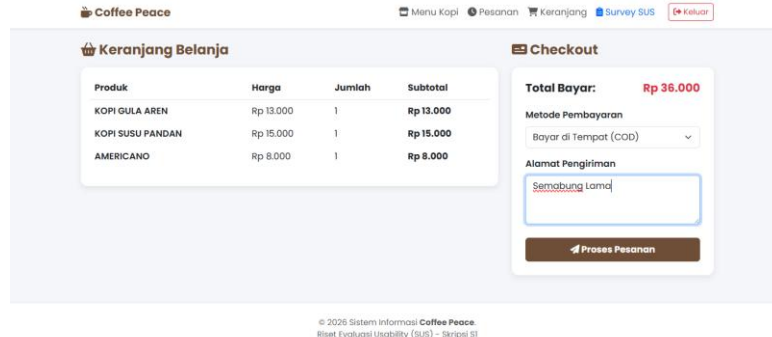 Coffee Peace
Menu Kopi Pesanan Keranjang Survey SUS Keluar
Keranjang Belanja
Produk Harga Jumlah Subtotal
KOPI GULA AREN Rp 13.000 1 Rp 13.000
KOPI SUSU PANDAN Rp 15.000 1 Rp 15.000
AMERICANO Rp 8.000 1 Rp 8.000
Checkout
Total Bayar: Rp 36.000
Metode Pembayaran
Bayar di Tempat (COD)
Alamat Pengiriman
Semabung Lama
Proses Pesanan
© 2026 Sistem Informasi Coffee Peace.
Riset Evaluasi Usability (SUS) - Skripsi S1